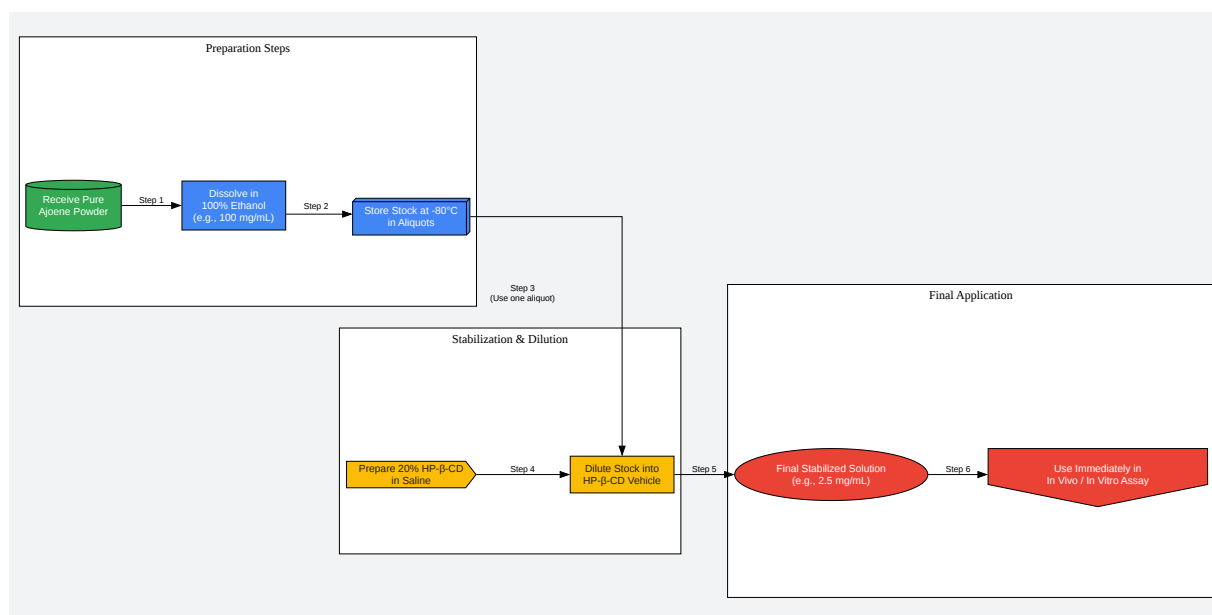 Preparation Steps
Receive Pure
Ajoene Powder
Step 1
Dissolve in
100% Ethanol
(e.g., 100 mg/mL)
Step 2
Store Stock at -80°C
in Aliquots
Step 3
(Use one aliquot)
Stabilization & Dilution
Prepare 20% HP-β-CD
in Saline
Step 4
Dilute Stock into
HP-β-CD Vehicle
Step 5
Final Application
Final Stabilized Solution
(e.g., 2.5 mg/mL)
Step 6
Use Immediately in
In Vivo / In Vitro Assay